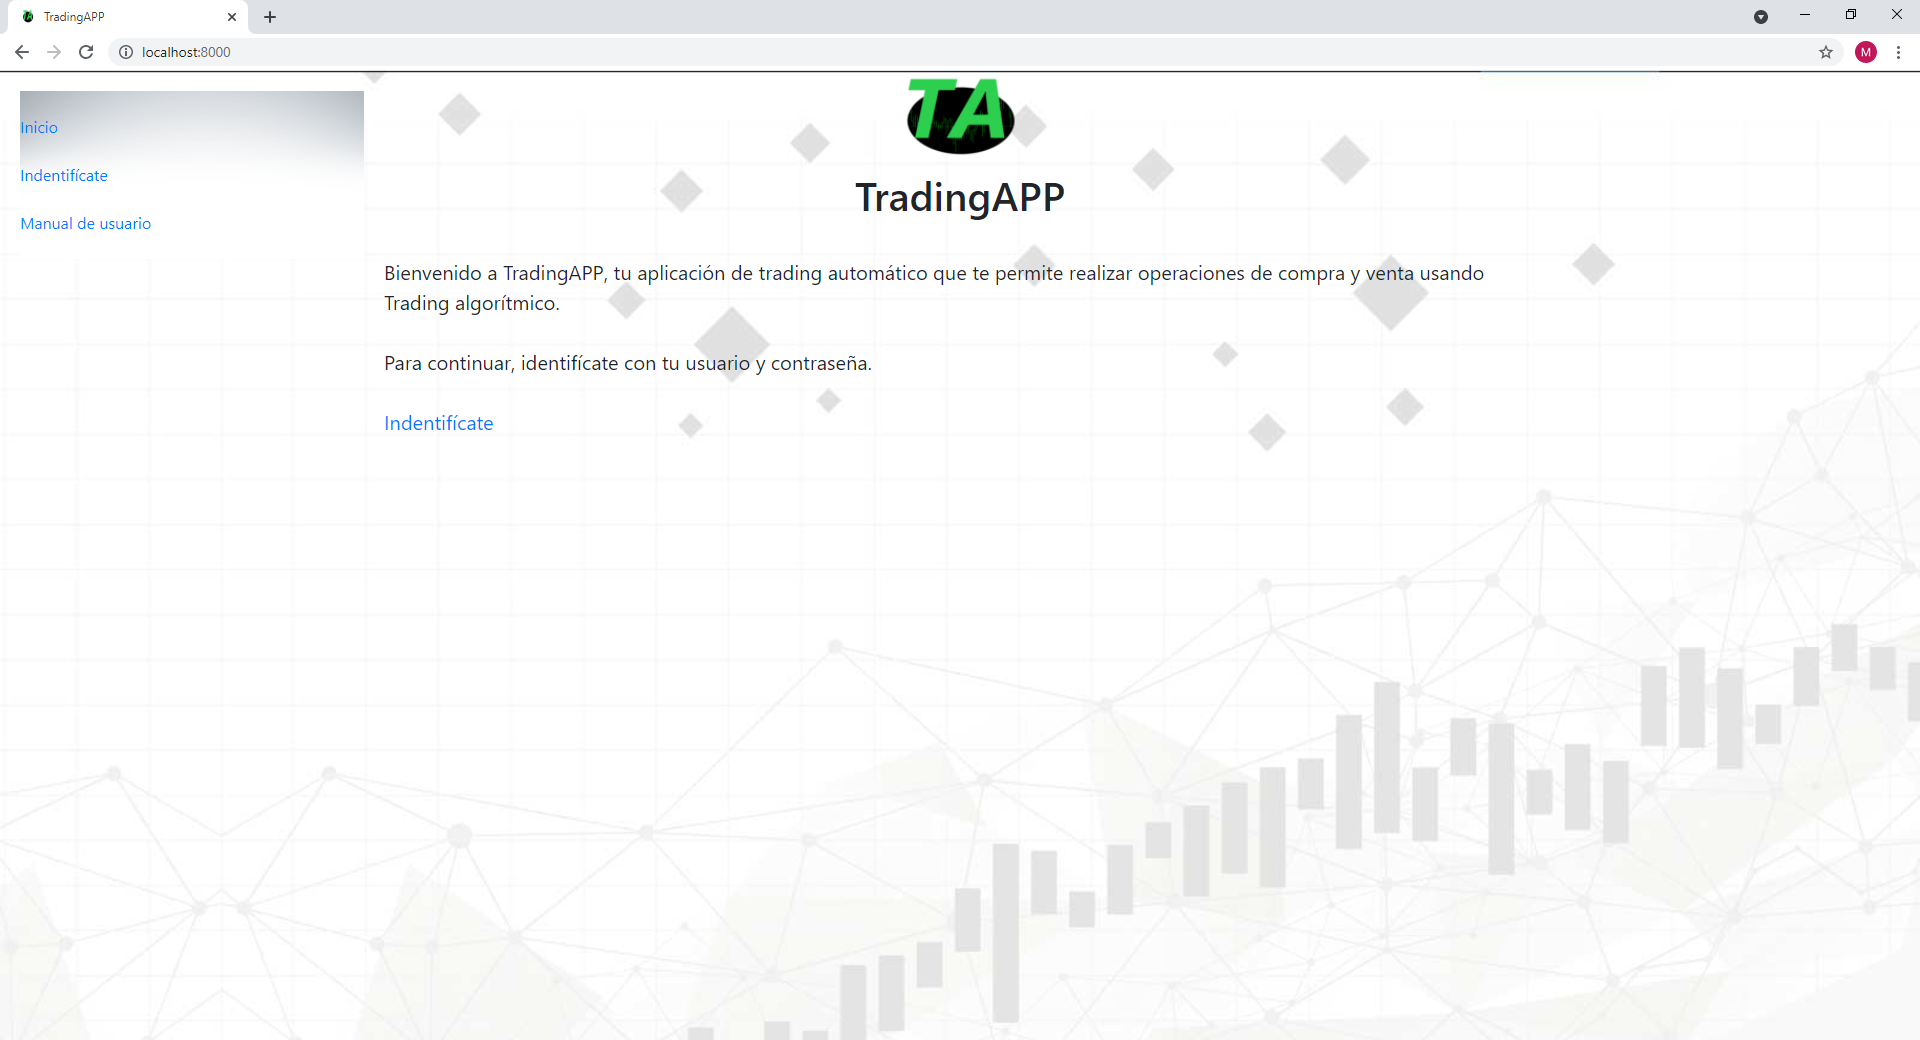 TradingAPP
localhost:8000
M
TA
Inicio
Indentifícate
Manual de usuario
TradingAPP
Bienvenido a TradingAPP, tu aplicación de trading automático que te permite realizar operaciones de compra y venta usando
Trading algorítmico.
Para continuar, identifícate con tu usuario y contraseña.
Indentifícate